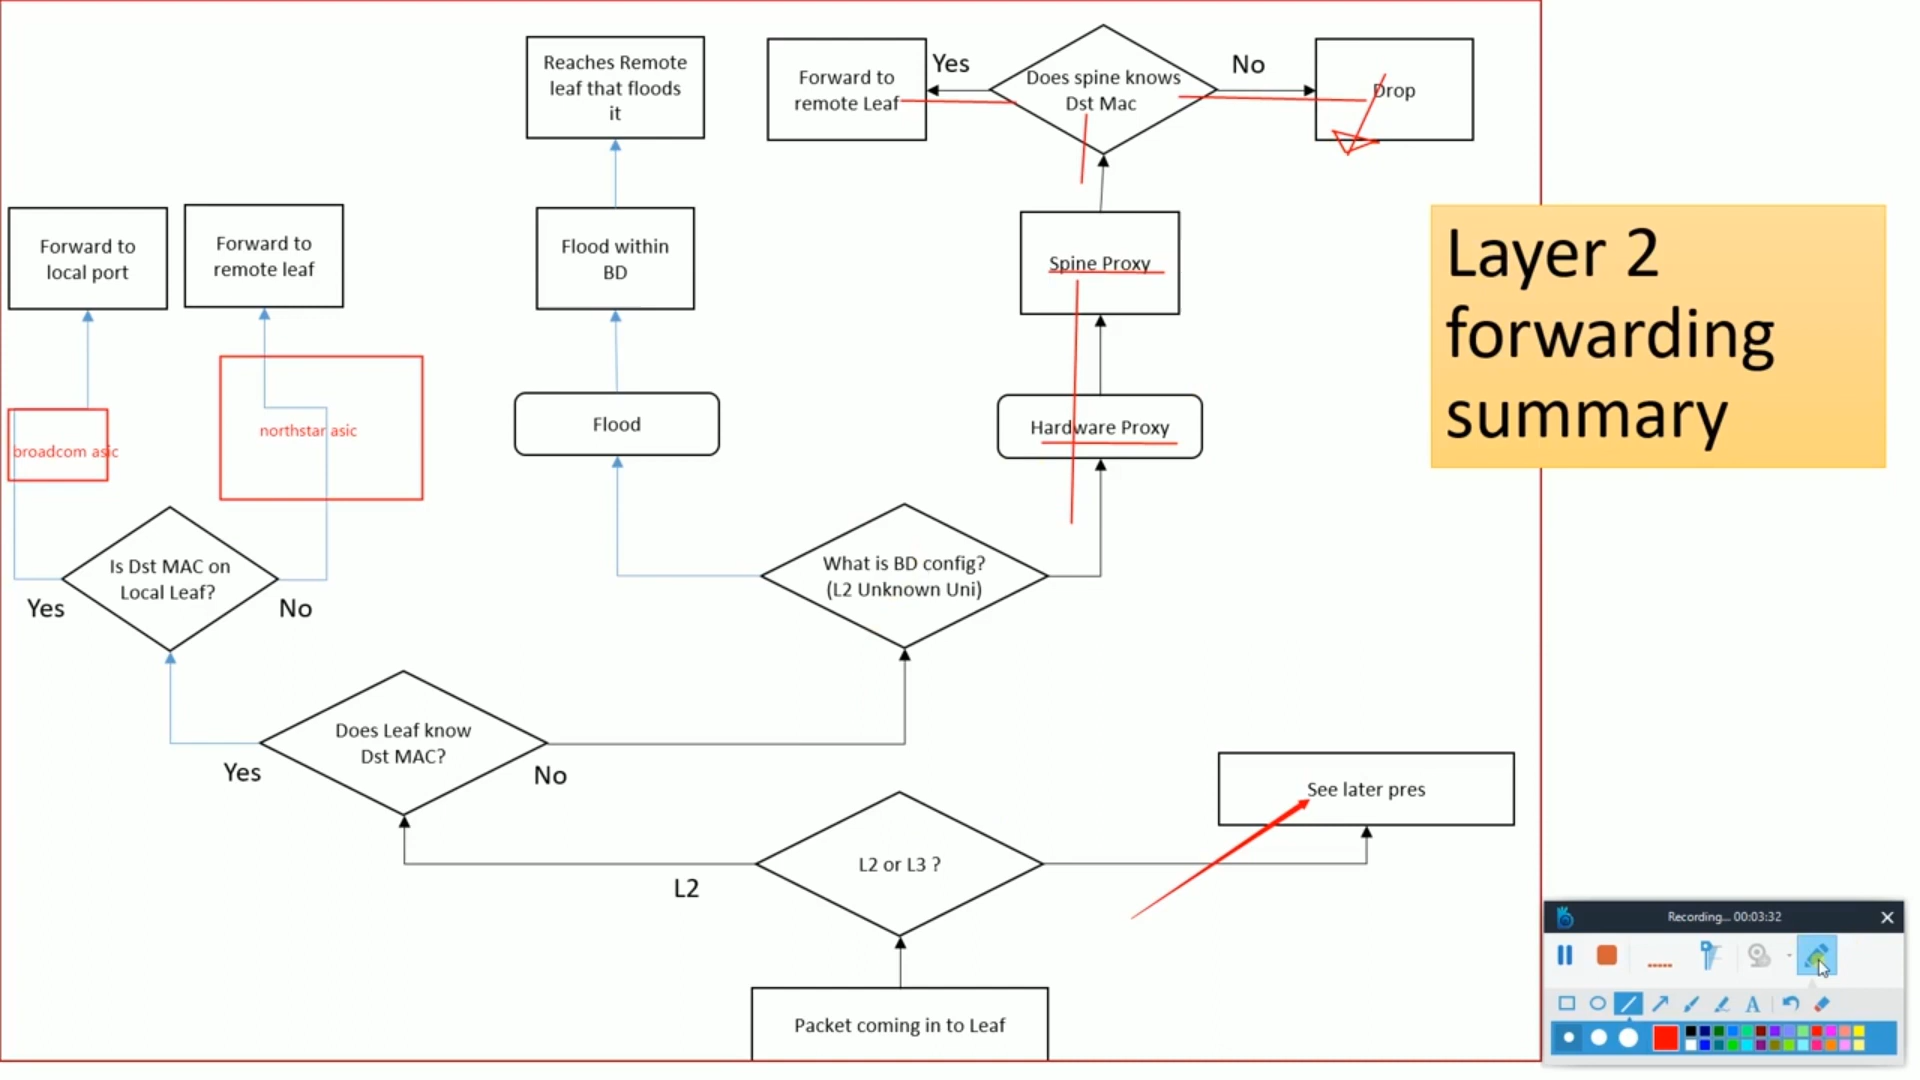 Reaches Remote
leaf that floods
it
Forward to
remote Leaf
Yes
Does spine knows
Dst Mac
No
Drop
Forward to
local port
Forward to
remote leaf
Flood within
BD
Spine Proxy
Layer 2
forwarding
summary
broadcom asic
northstar asic
Flood
Hardware Proxy
Is Dst MAC on
Local Leaf?
Yes
No
What is BD config?
(L2 Unknown Uni)
Does Leaf know
Dst MAC?
Yes
No
See later pres
L2 or L3 ?
L2
Packet coming in to Leaf
Recording... 00:03:32
A